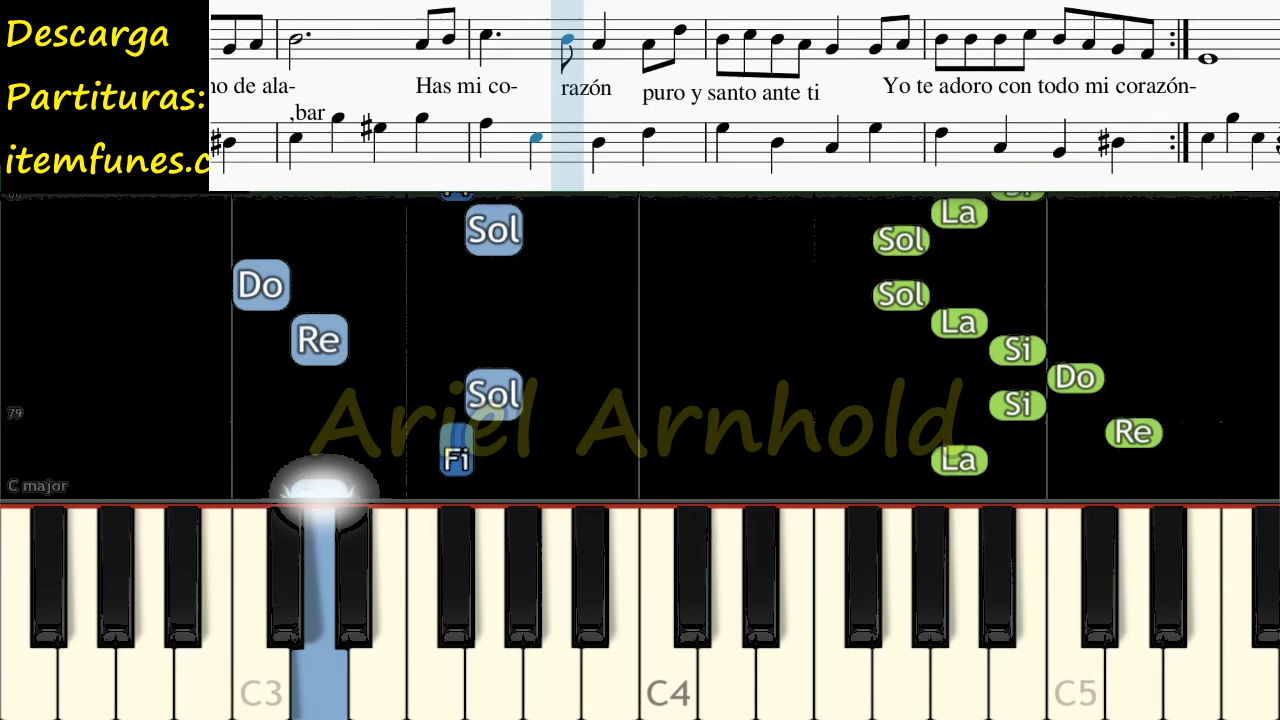 Descarga
Partituras:
itemfunes.c
no de ala-
Has mi co-
razón
puro y santo ante ti
Yo te adoro con todo mi corazón-
,bar
La
Sol
Sol
Do
Sol
Re
La
Si
Do
Sol
Si
79
Re
Fi
La
Ariel Arnhold
C major
C3
C4
C5